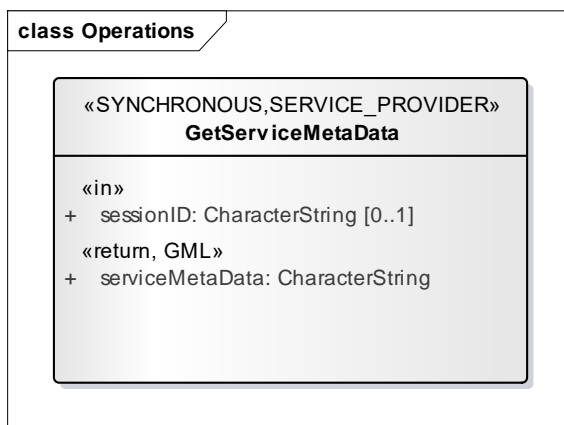 class Operations
«SYNCHRONOUS,SERVICE_PROVIDER»
GetServiceMetaData
«in»
+ sessionID: CharacterString [0..1]
«return, GML»
+ serviceMetaData: CharacterString